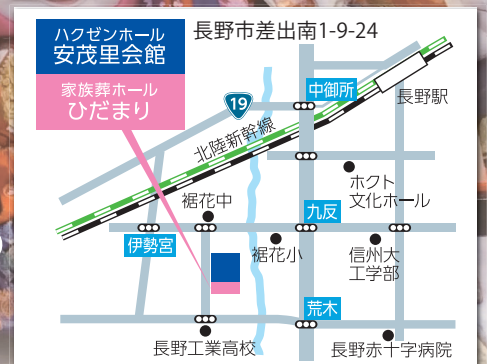 ハクゼンホール
安茂里会館
家族葬ホール
ひだまり
長野市差出南1-9-24
19
中御所
長野駅
北陸新幹線
ホクト
文化ホール
裾花中
九反
伊勢宮
裾花小
信州大
工学部
荒木
長野工業高校
長野赤十字病院